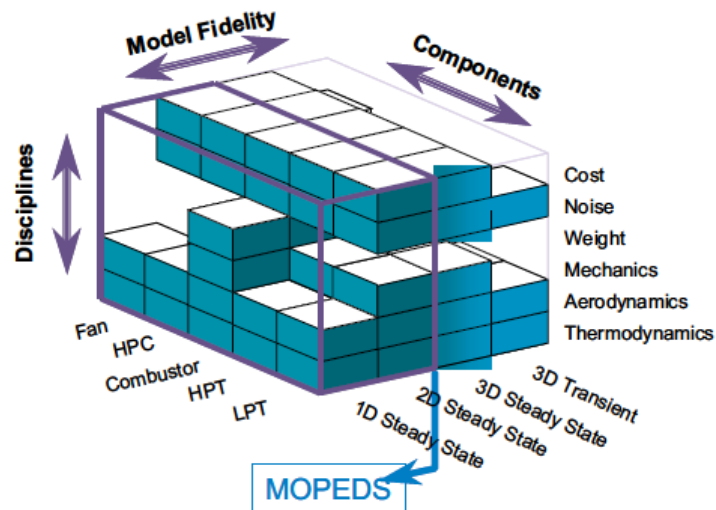 Model Fidelity
Components
Disciplines
Cost
Noise
Weight
Mechanics
Aerodynamics
Thermodynamics
Fan
HPC
Combustor
HPT
LPT
3D Transient
3D Steady State
2D Steady State
1D Steady State
MOPEDS